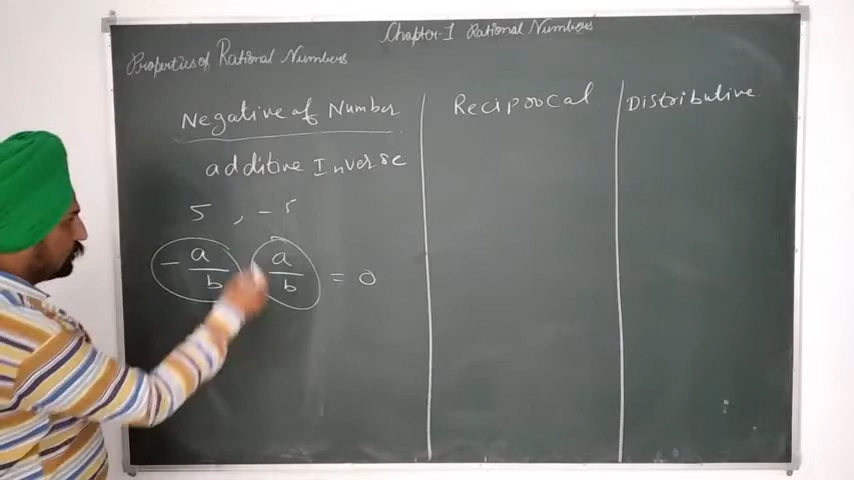 Chapter-1 Rational Numbers
Properties of Rational Numbers
Negative of Number
additive Inverse
5 , -5
-a/b a/b = 0
Reciprocal
Distributive